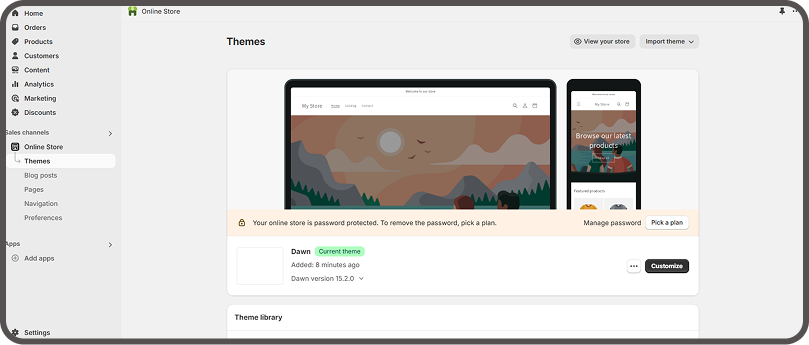 Home
Orders
Products
Customers
Content
Analytics
Marketing
Discounts
Sales channels
Online Store
Themes
Blog posts
Pages
Navigation
Preferences
Apps
Add apps
Settings
Online Store
Themes
View your store
Import theme
Welcome to our store
My Store
Home Catalog Contact
My Store
Browse our latest
products
Featured products
Your online store is password protected. To remove the password, pick a plan.
Manage password
Pick a plan
Dawn Current theme
Added: 8 minutes ago
Dawn version 15.2.0
Customize
Theme library